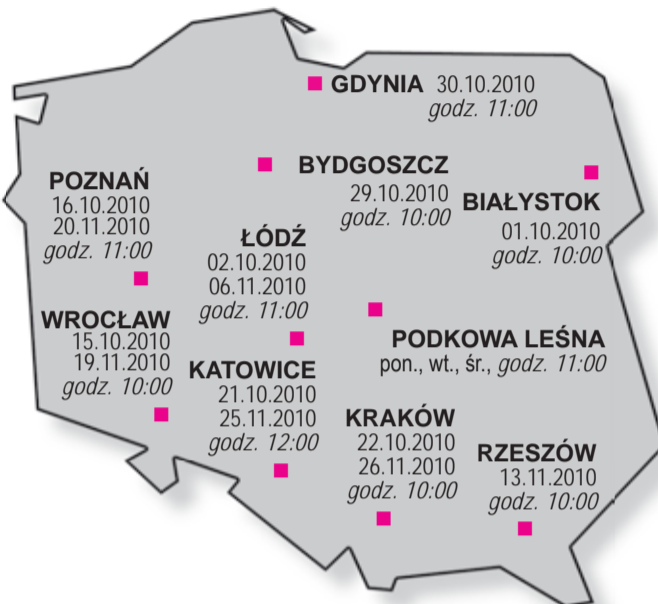 GDYNIA 30.10.2010
godz. 11:00
BYDGOSZCZ
29.10.2010
godz. 10:00
BIAŁYSTOK
01.10.2010
godz. 10:00
POZNAŃ
16.10.2010
20.11.2010
godz. 11:00
ŁÓDŹ
02.10.2010
06.11.2010
godz. 11:00
WROCŁAW
15.10.2010
19.11.2010
godz. 10:00
PODKOWA LEŚNA
pon., wt., śr., godz. 11:00
KATOWICE
21.10.2010
25.11.2010
godz. 12:00
KRAKÓW
22.10.2010
26.11.2010
godz. 10:00
RZESZÓW
13.11.2010
godz. 10:00